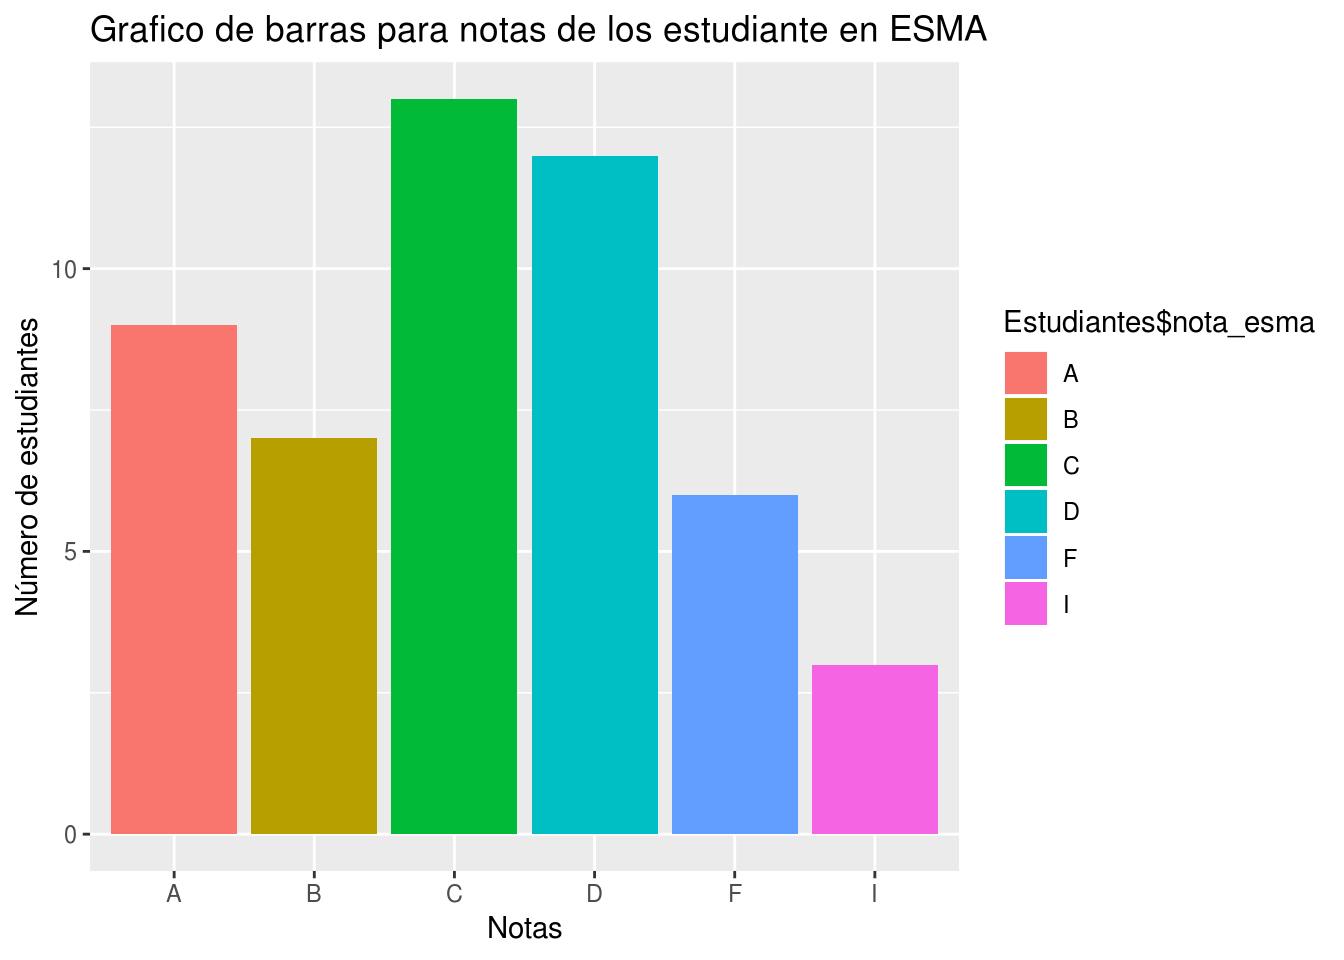 Grafico de barras para notas de los estudiante en ESMA
Número de estudiantes
10
5
0
A
B
C
D
F
I
Notas
Estudiantes$nota_esma
A
B
C
D
F
I